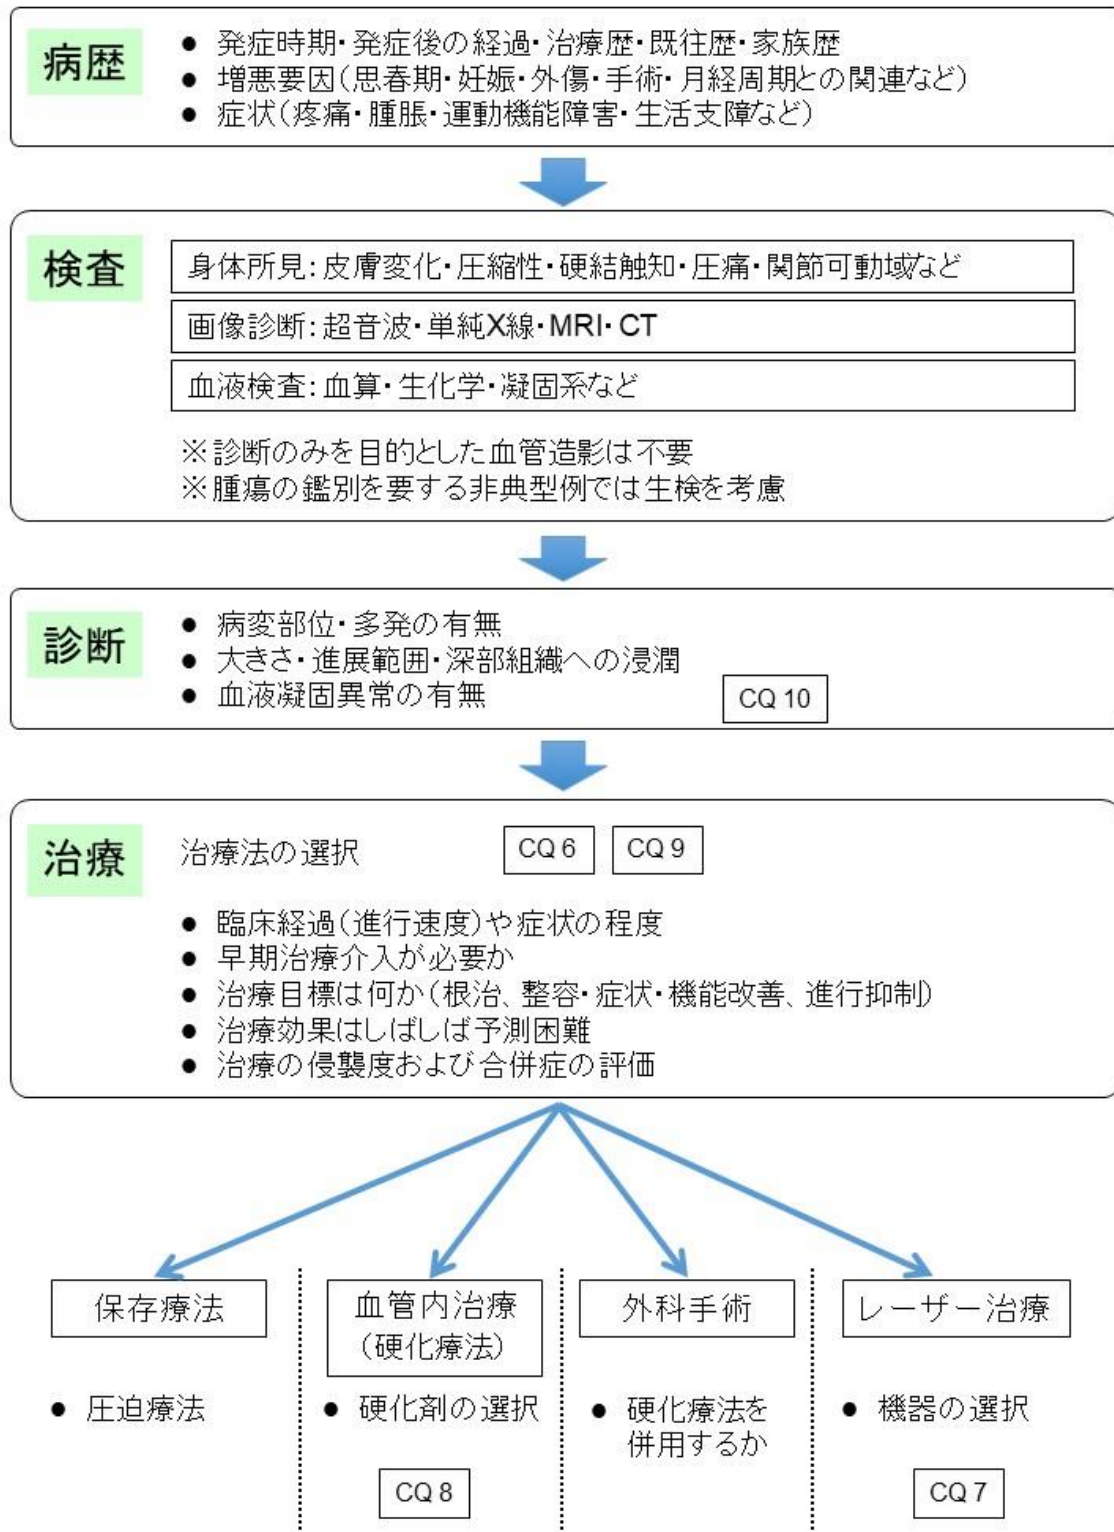 病歴
● 発症時期・発症後の経過・治療歴・既往歴・家族歴
● 増悪要因(思春期・妊娠・外傷・手術・月経周期との関連など)
● 症状(疼痛・腫脹・運動機能障害・生活支障など)
検査
身体所見:皮膚変化・圧縮性・硬結触知・圧痛・関節可動域など
画像診断:超音波・単純X線・MRI・CT
血液検査:血算・生化学・凝固系など
※診断のみを目的とした血管造影は不要
※腫瘍の鑑別を要する非典型例では生検を考慮
診断
● 病変部位・多発の有無
● 大きさ・進展範囲・深部組織への浸潤
● 血液凝固異常の有無
CQ 10
治療
治療法の選択
CQ 6
CQ 9
● 臨床経過(進行速度)や症状の程度
● 早期治療介入が必要か
● 治療目標は何か(根治、整容・症状・機能改善、進行抑制)
● 治療効果はしばしば予測困難
● 治療の侵襲度および合併症の評価
保存療法
● 圧迫療法
血管内治療
(硬化療法)
● 硬化剤の選択
CQ 8
外科手術
● 硬化療法を
併用するか
レーザー治療
● 機器の選択
CQ 7